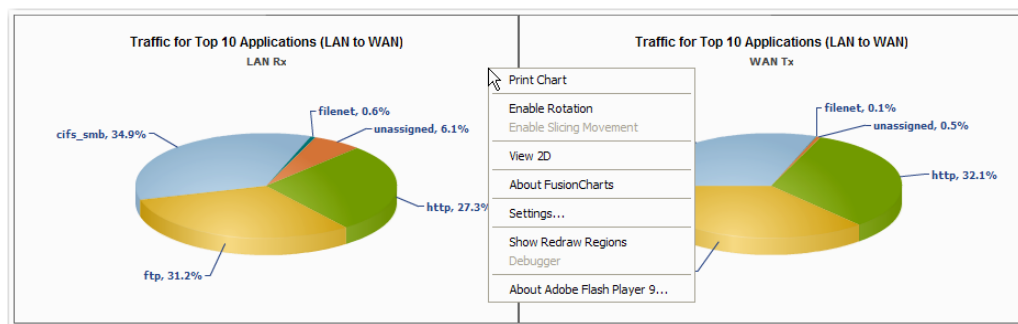 Traffic for Top 10 Applications (LAN to WAN)
LAN Rx
filenet, 0.6%
unassigned, 6.1%
cifs_smb, 34.9%
http, 27.3%
ftp, 31.2%
Print Chart
Enable Rotation
Enable Slicing Movement
View 2D
About FusionCharts
Settings...
Show Redraw Regions
Debugger
About Adobe Flash Player 9...
Traffic for Top 10 Applications (LAN to WAN)
WAN Tx
filenet, 0.1%
unassigned, 0.5%
http, 32.1%